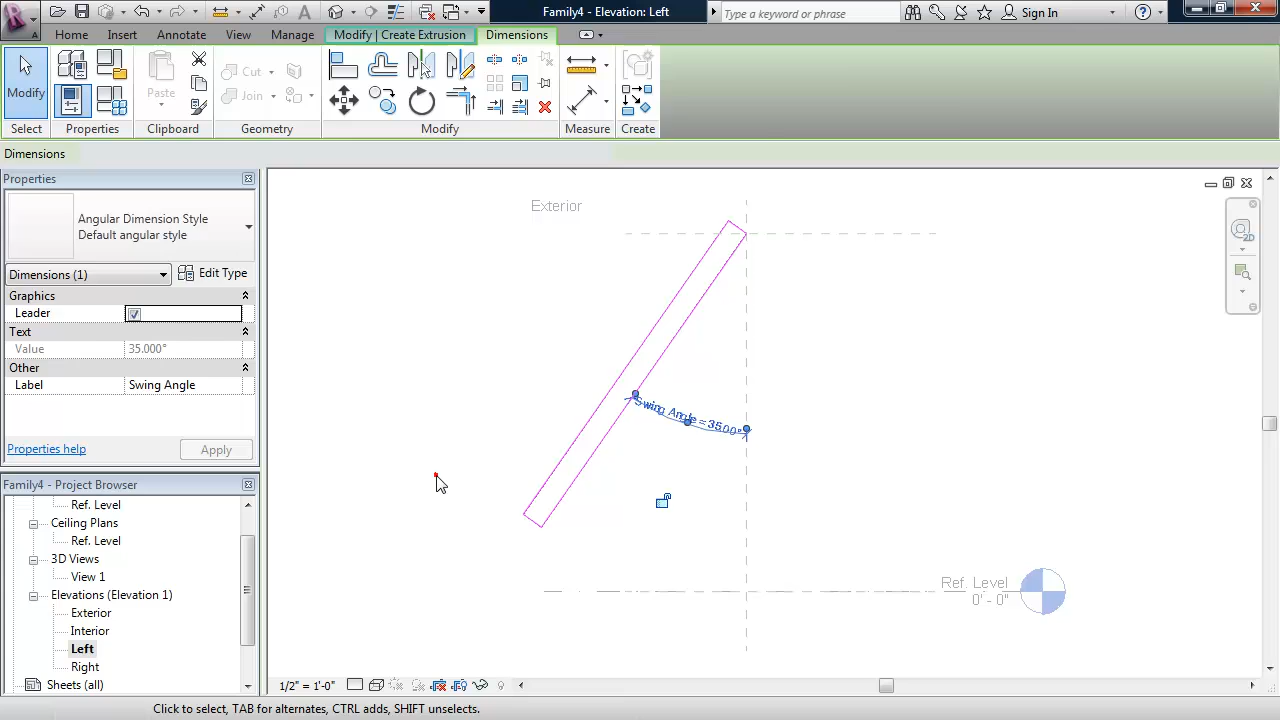 Family4 - Elevation: Left
Type a keyword or phrase
Sign In
A
Home
Insert
Annotate
View
Manage
Modify | Create Extrusion
Dimensions
Modify
Paste
Cut
Join
Select
Properties
Clipboard
Geometry
Modify
Measure
Create
Dimensions
Properties
Angular Dimension Style
Default angular style
Dimensions (1)
Edit Type
Graphics
Leader
Text
Value
35.000°
Other
Label
Swing Angle
Properties help
Apply
Family4 - Project Browser
Ref. Level
Ceiling Plans
Ref. Level
3D Views
View 1
Elevations (Elevation 1)
Exterior
Interior
Left
Right
Sheets (all)
Exterior
2D
Swing Angle = 35.00°
Ref. Level
0' - 0"
1/2" = 1'-0"
Click to select, TAB for alternates, CTRL adds, SHIFT unselects.